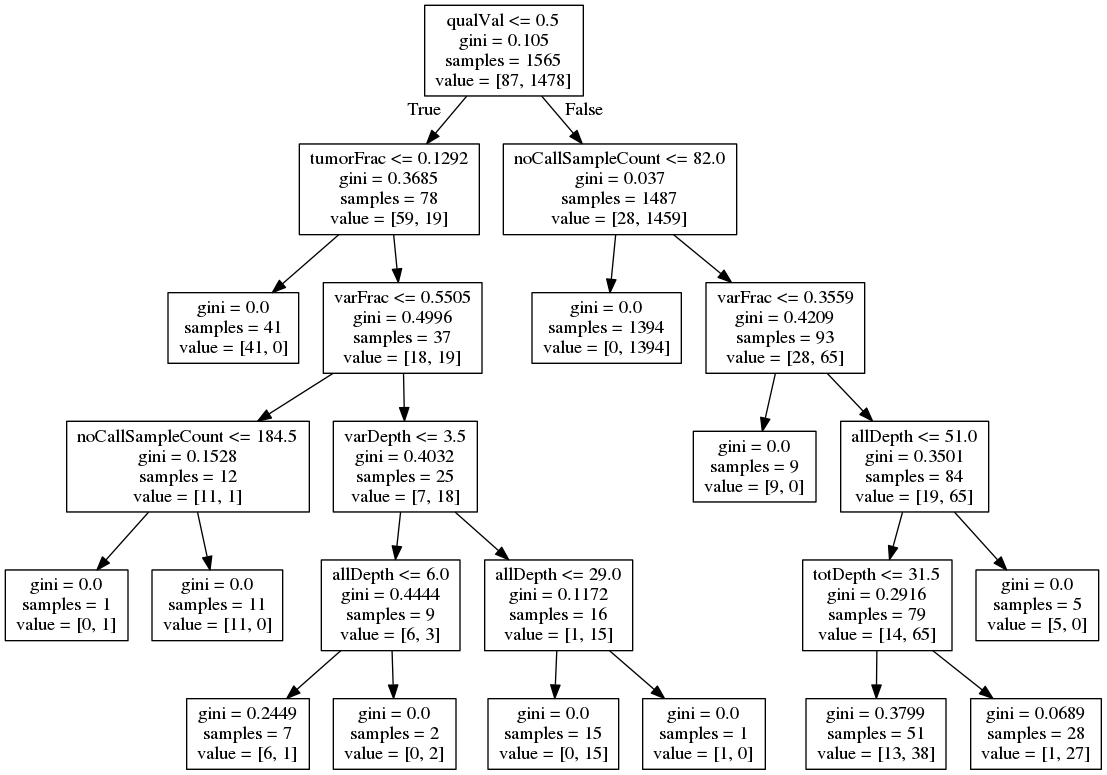 qualVal <= 0.5
gini = 0.105
samples = 1565
value = [87, 1478]
True
False
tumorFrac <= 0.1292
gini = 0.3685
samples = 78
value = [59, 19]
noCallSampleCount <= 82.0
gini = 0.037
samples = 1487
value = [28, 1459]
gini = 0.0
samples = 41
value = [41, 0]
varFrac <= 0.5505
gini = 0.4996
samples = 37
value = [18, 19]
gini = 0.0
samples = 1394
value = [0, 1394]
varFrac <= 0.3559
gini = 0.4209
samples = 93
value = [28, 65]
noCallSampleCount <= 184.5
gini = 0.1528
samples = 12
value = [11, 1]
varDepth <= 3.5
gini = 0.4032
samples = 25
value = [7, 18]
gini = 0.0
samples = 9
value = [9, 0]
allDepth <= 51.0
gini = 0.3501
samples = 84
value = [19, 65]
gini = 0.0
samples = 1
value = [0, 1]
gini = 0.0
samples = 11
value = [11, 0]
allDepth <= 6.0
gini = 0.4444
samples = 9
value = [6, 3]
allDepth <= 29.0
gini = 0.1172
samples = 16
value = [1, 15]
totDepth <= 31.5
gini = 0.2916
samples = 79
value = [14, 65]
gini = 0.0
samples = 5
value = [5, 0]
gini = 0.2449
samples = 7
value = [6, 1]
gini = 0.0
samples = 2
value = [0, 2]
gini = 0.0
samples = 15
value = [0, 15]
gini = 0.0
samples = 1
value = [1, 0]
gini = 0.3799
samples = 51
value = [13, 38]
gini = 0.0689
samples = 28
value = [1, 27]